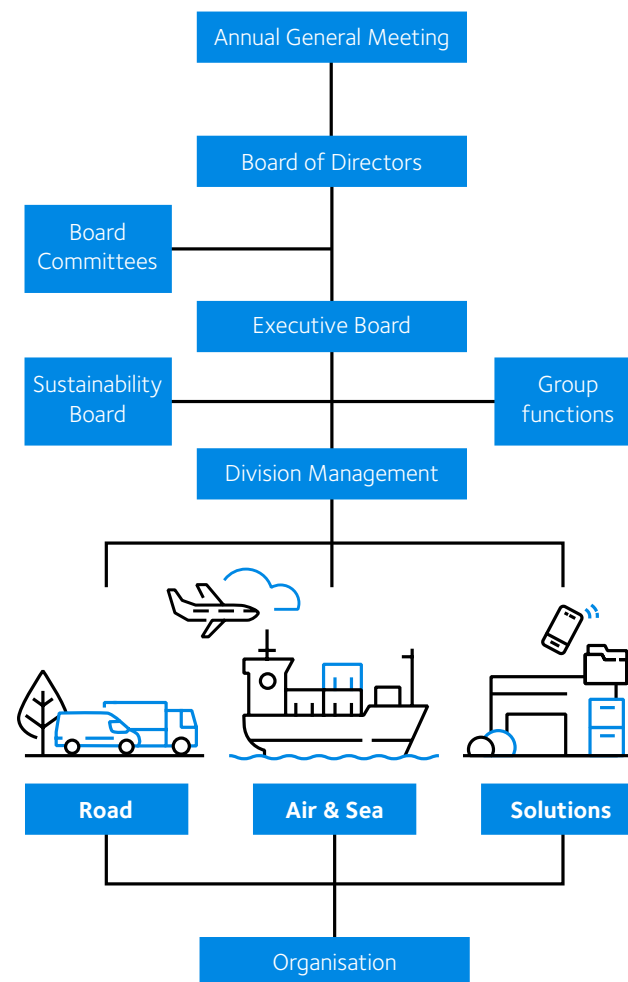 Annual General Meeting
Board of Directors
Board
Committees
Executive Board
Sustainability
Board
Group
functions
Division Management
Road
Air & Sea
Solutions
Organisation